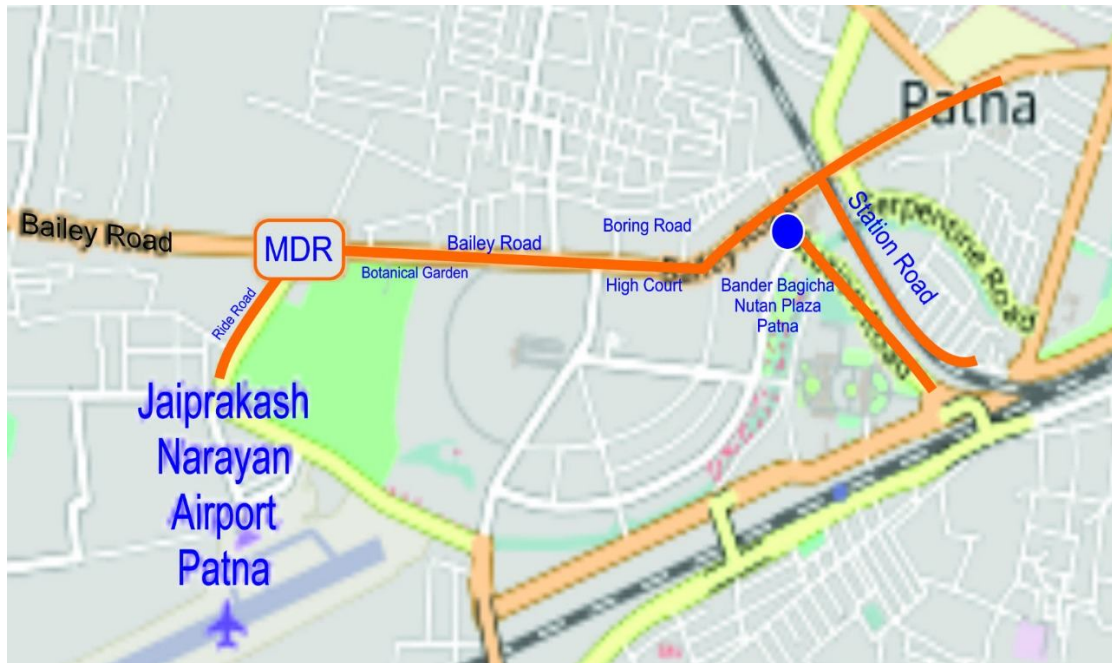 Patna
Bailey Road
MDR
Bailey Road
Boring Road
Station Road
Serpentine Road
Botanical Garden
High Court
Bander Bagicha
Nutan Plaza
Patna
Ride Road
Jaiprakash
Narayan
Airport
Patna